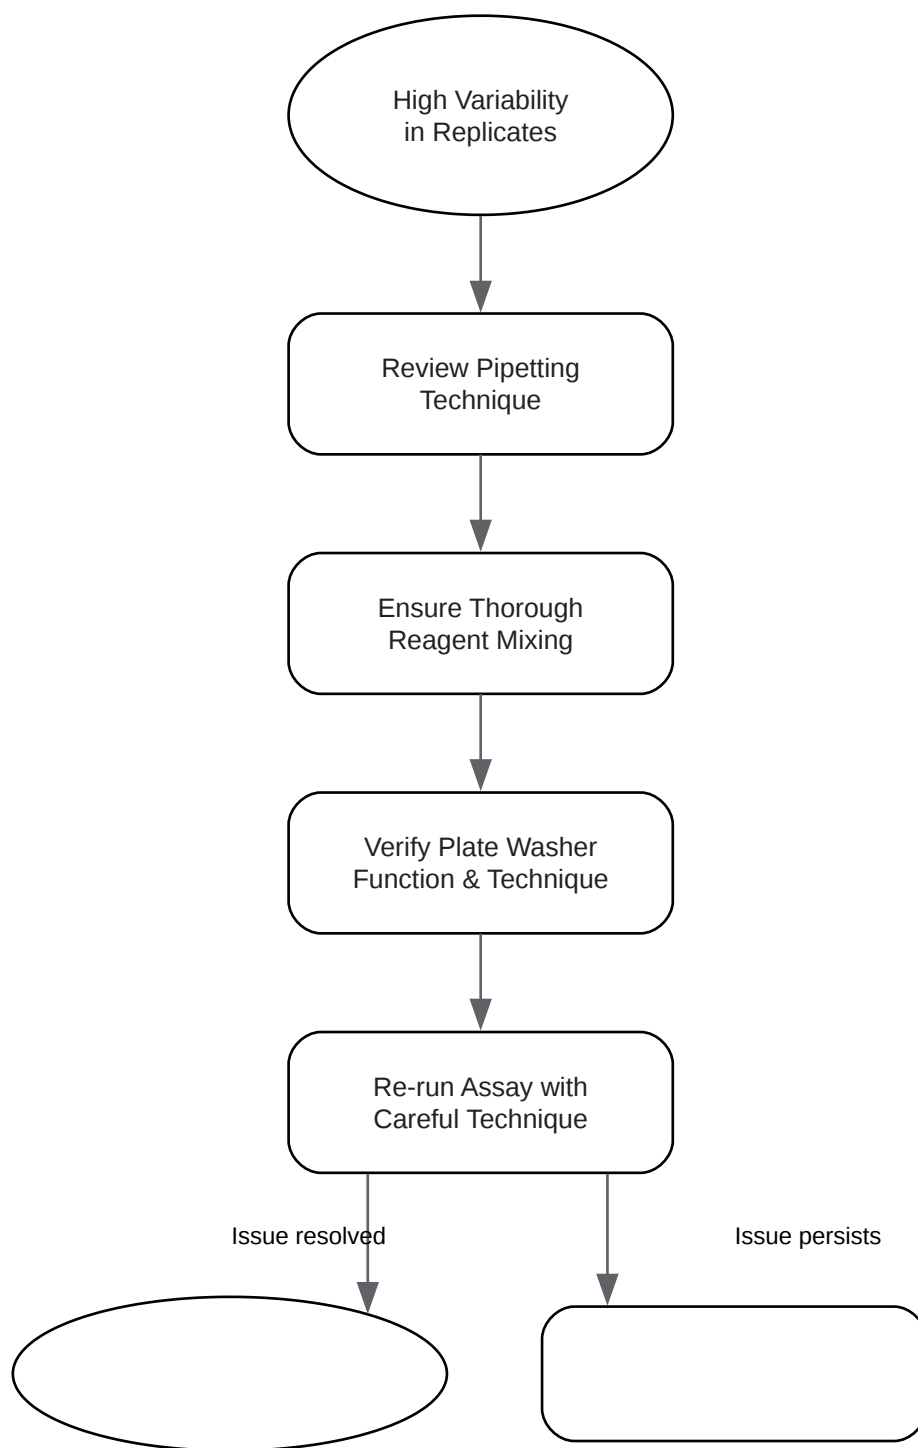 High Variability
in Replicates
Review Pipetting
Technique
Ensure Thorough
Reagent Mixing
Verify Plate Washer
Function & Technique
Re-run Assay with
Careful Technique
Issue resolved
Issue persists